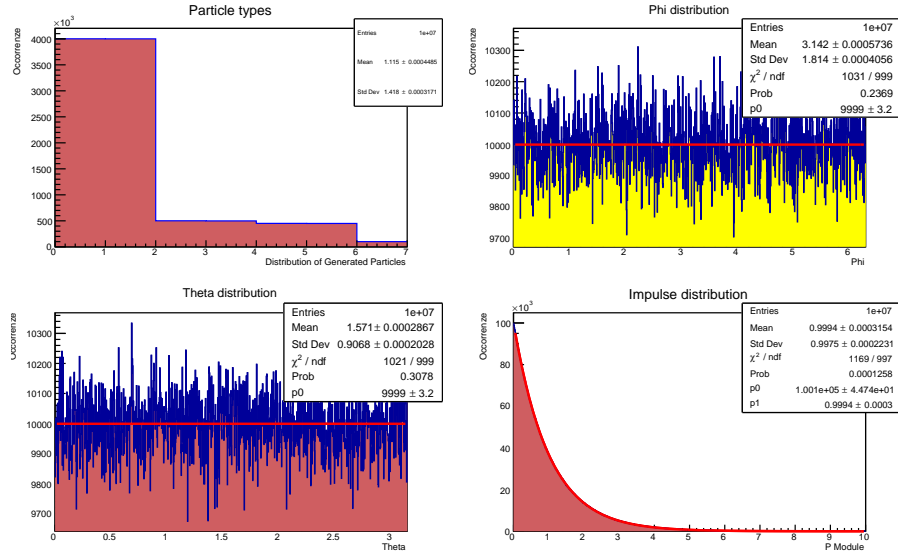 Particle types
×10³
Occorrenze
4000
3500
3000
2500
2000
1500
1000
500
0
0 1 2 3 4 5 6 7
Distribution of Generated Particles
Entries 1e+07
Mean 1.115 ± 0.0004485
Std Dev 1.418 ± 0.0003171
Phi distribution
Occorrenze
10300
10200
10100
10000
9900
9800
9700
0 1 2 3 4 5 6
Phi
Entries 1e+07
Mean 3.142 ± 0.0005736
Std Dev 1.814 ± 0.0004056
χ² / ndf 1031 / 999
Prob 0.2369
p0 9999 ± 3.2
Theta distribution
Occorrenze
10300
10200
10100
10000
9900
9800
9700
0 0.5 1 1.5 2 2.5 3
Theta
Entries 1e+07
Mean 1.571 ± 0.0002867
Std Dev 0.9068 ± 0.0002028
χ² / ndf 1021 / 999
Prob 0.3078
p0 9999 ± 3.2
Impulse distribution
×10³
Occorrenze
100
80
60
40
20
0
0 1 2 3 4 5 6 7 8 9 10
P Module
Entries 1e+07
Mean 0.9994 ± 0.0003154
Std Dev 0.9975 ± 0.0002231
χ² / ndf 1169 / 997
Prob 0.0001258
p0 1.001e+05 ± 4.474e+01
p1 0.9994 ± 0.0003